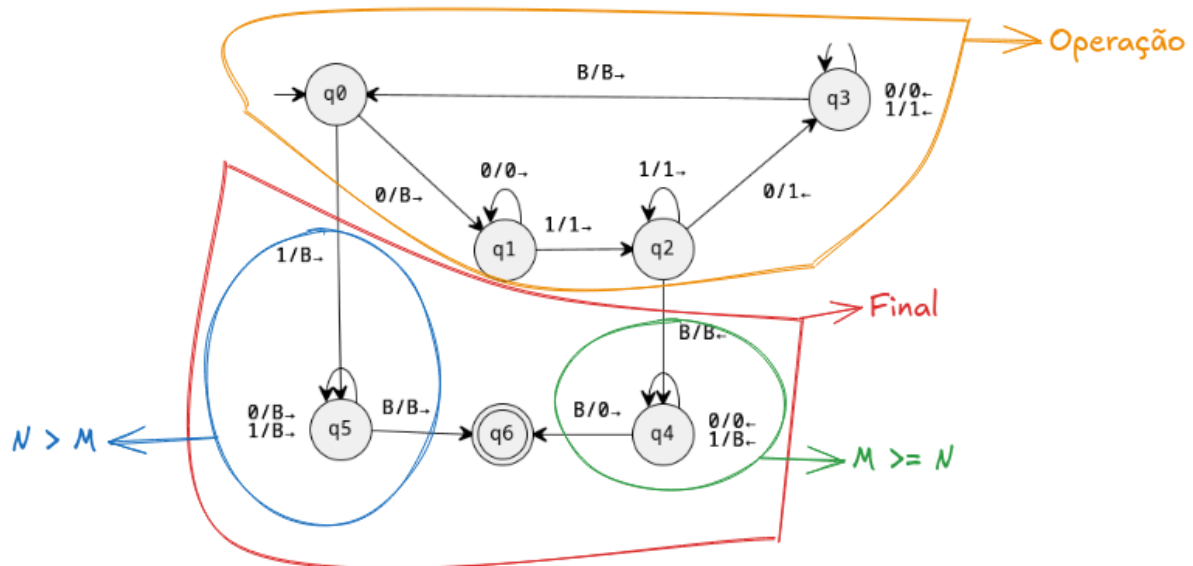 Operação
B/B→
q0
q3
0/0←
1/1←
0/0→
1/1→
0/B→
0/1←
1/1→
q1
q2
1/B→
Final
B/B←
0/B→
1/B→
q5
B/B→
q6
B/0→
q4
0/0←
1/B←
N > M
M >= N